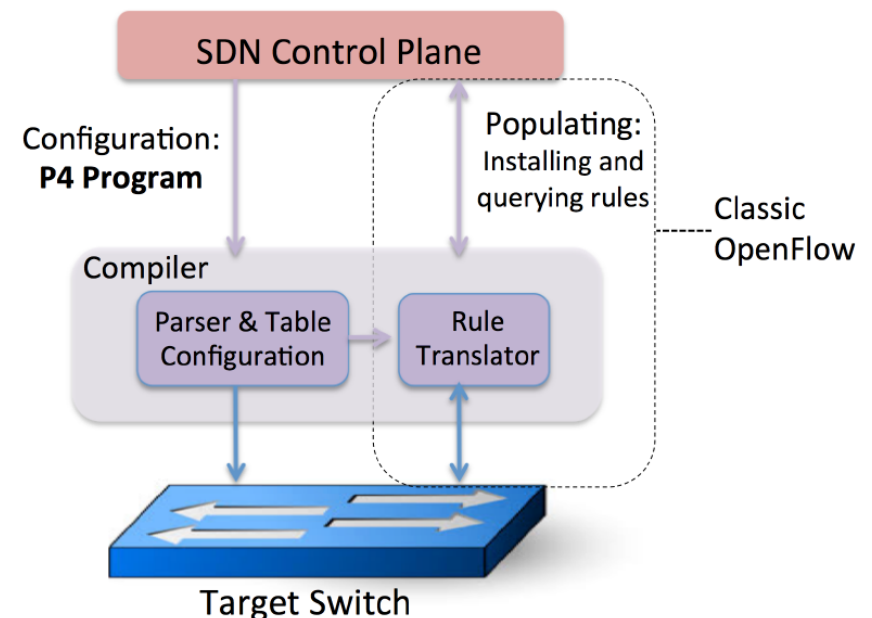 SDN Control Plane
Configuration:
P4 Program
Populating:
Installing and
querying rules
Classic
OpenFlow
Compiler
Parser & Table
Configuration
Rule
Translator
Target Switch